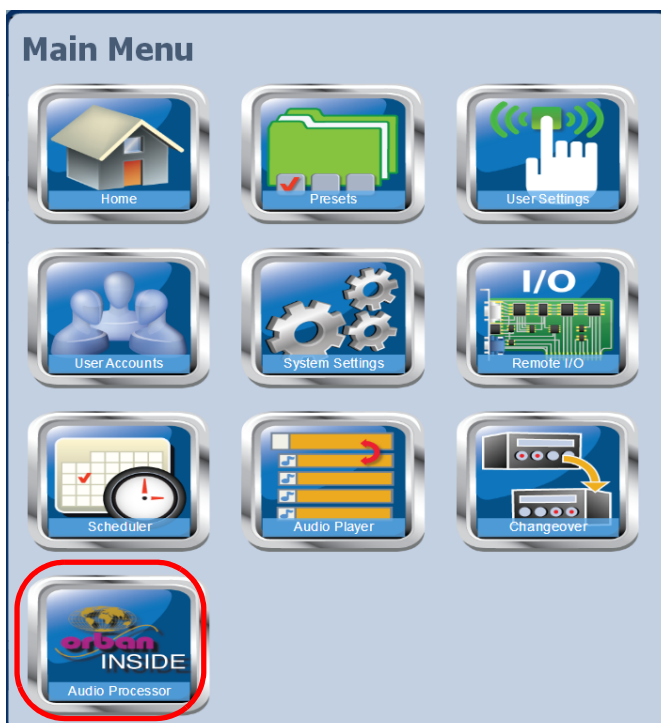 Main Menu
Home
Presets
User Settings
User Accounts
I/O
System Settings
Remote I/O
Scheduler
Audio Player
Changeover
orban
INSIDE
Audio Processor